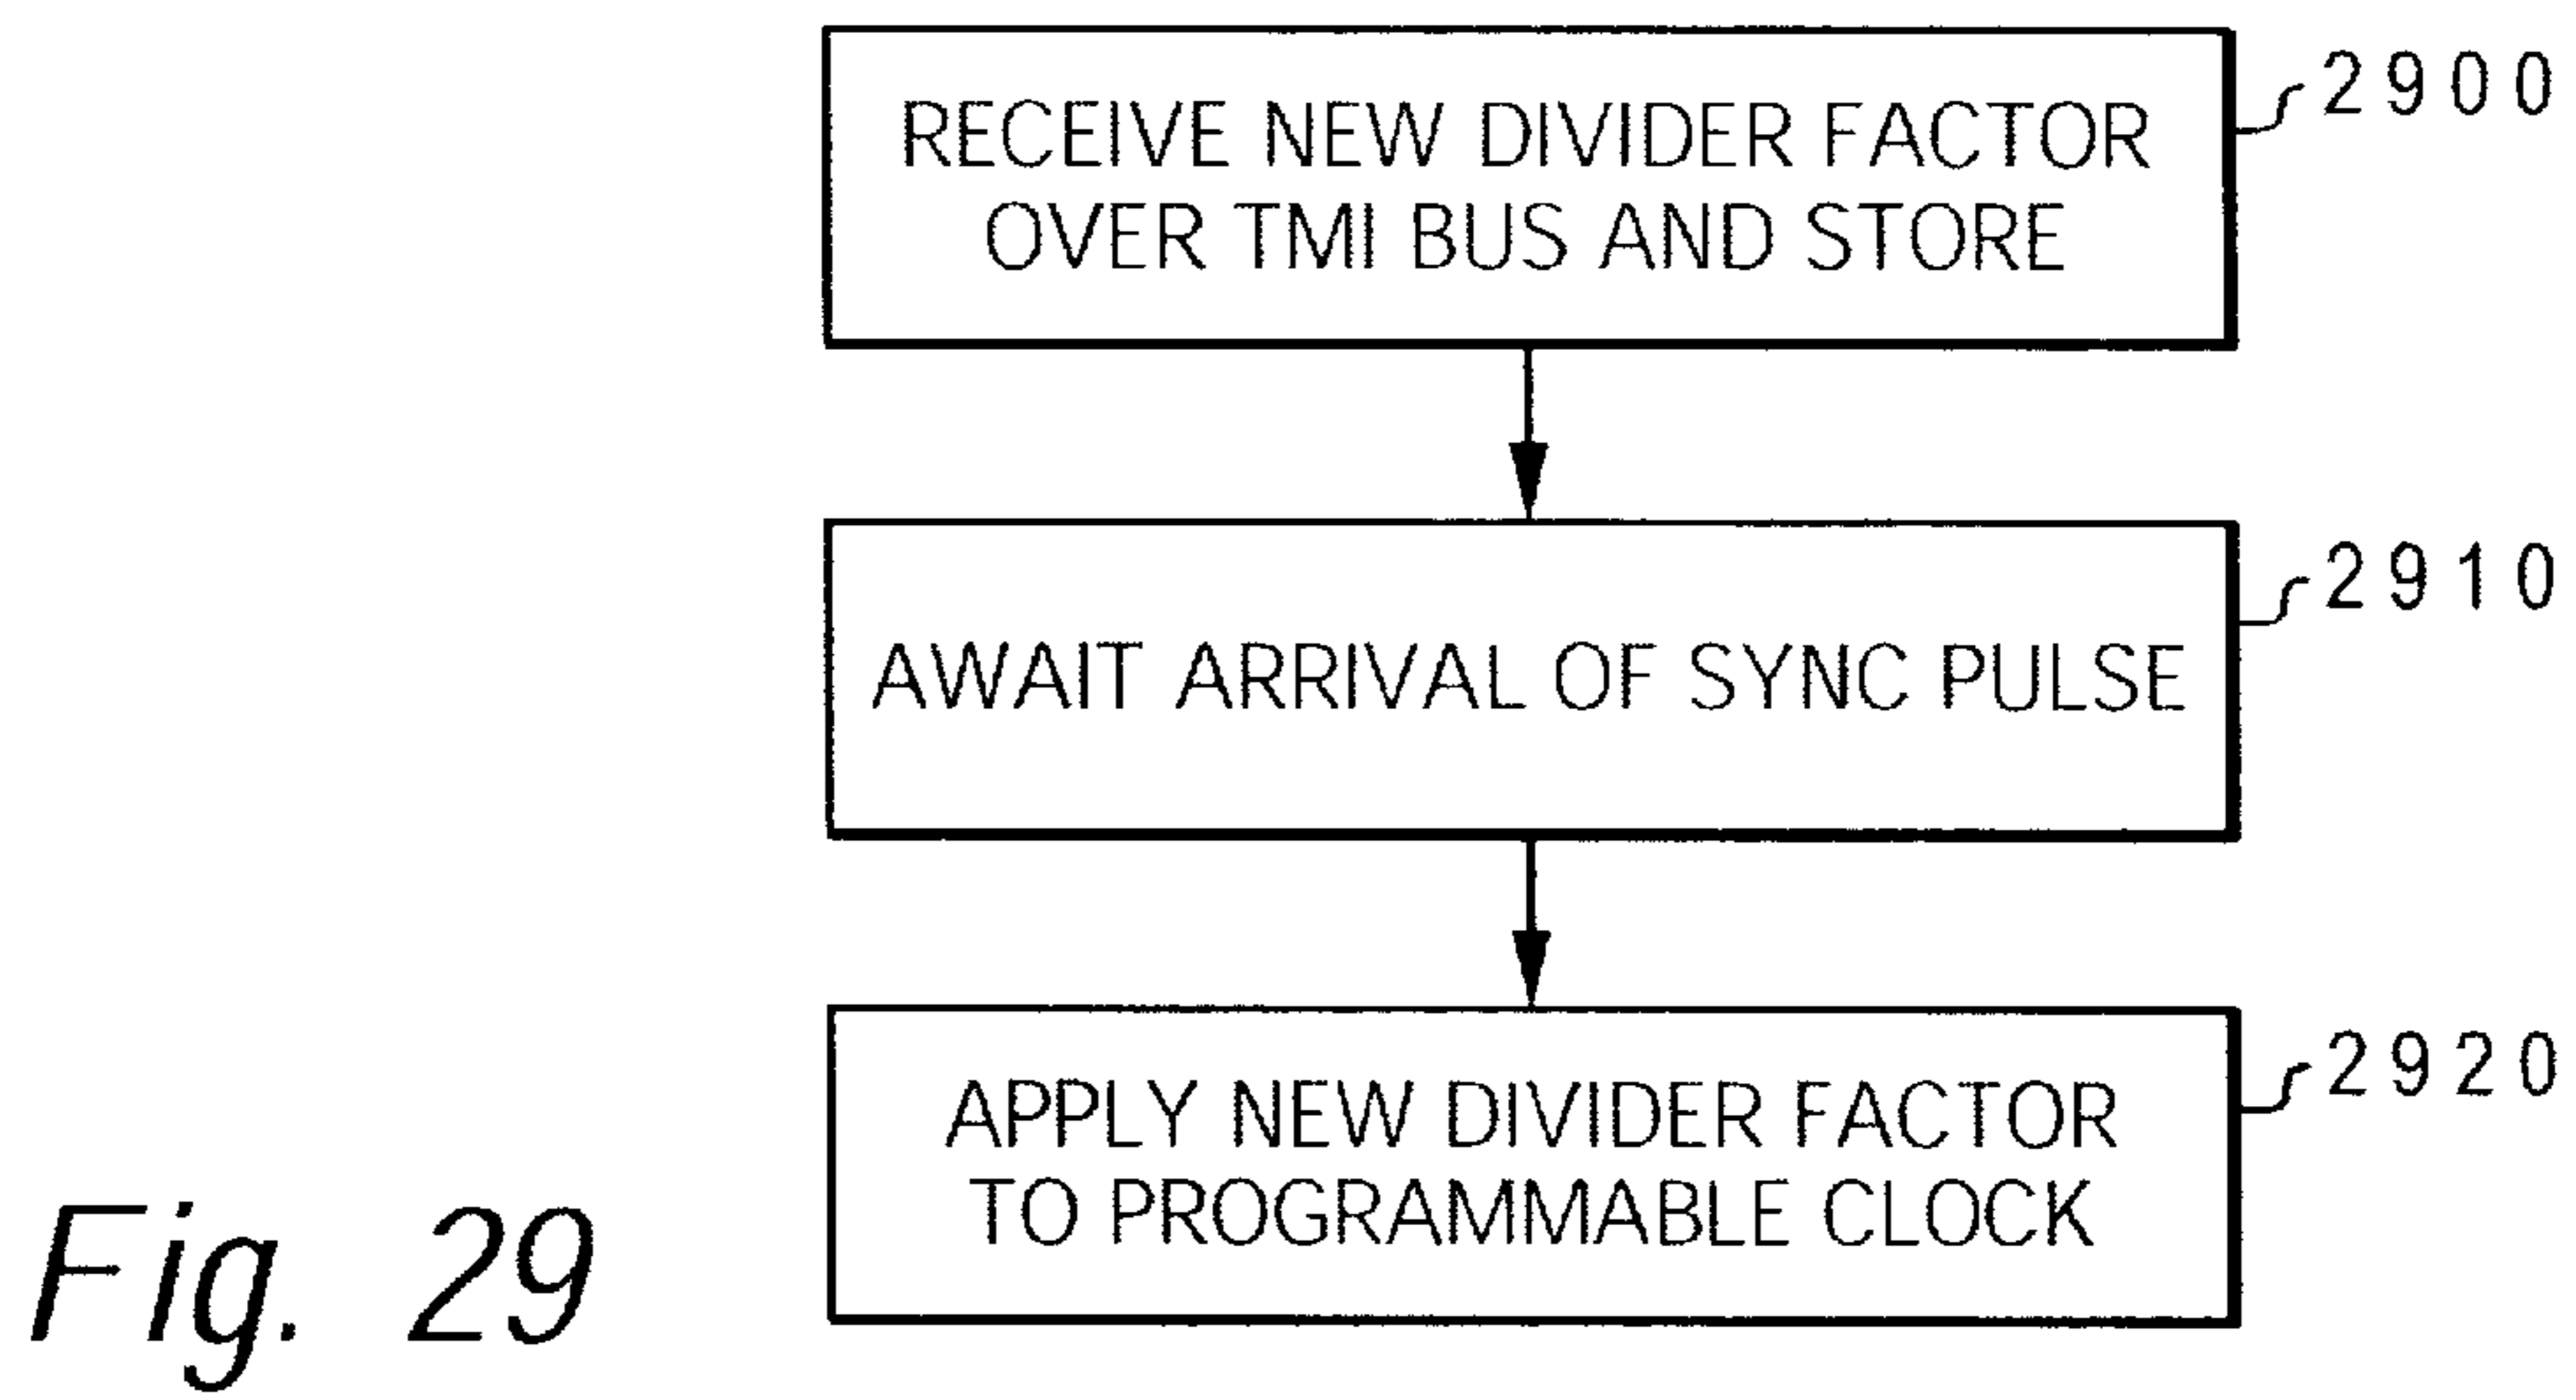 RECEIVE NEW DIVIDER FACTOR
OVER TMI BUS AND STORE
2900
AWAIT ARRIVAL OF SYNC PULSE
2910
APPLY NEW DIVIDER FACTOR
TO PROGRAMMABLE CLOCK
2920
Fig. 29